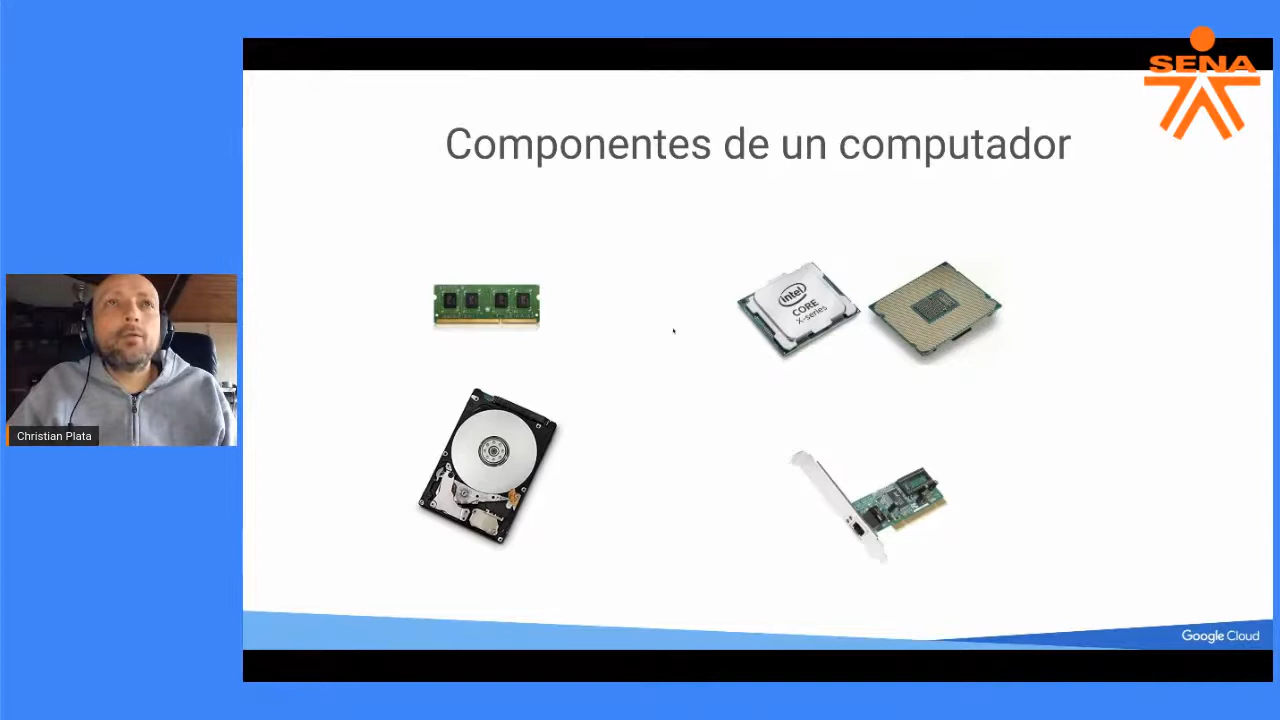 SENA
Componentes de un computador
intel
CORE
X-series
Christian Plata
Google Cloud